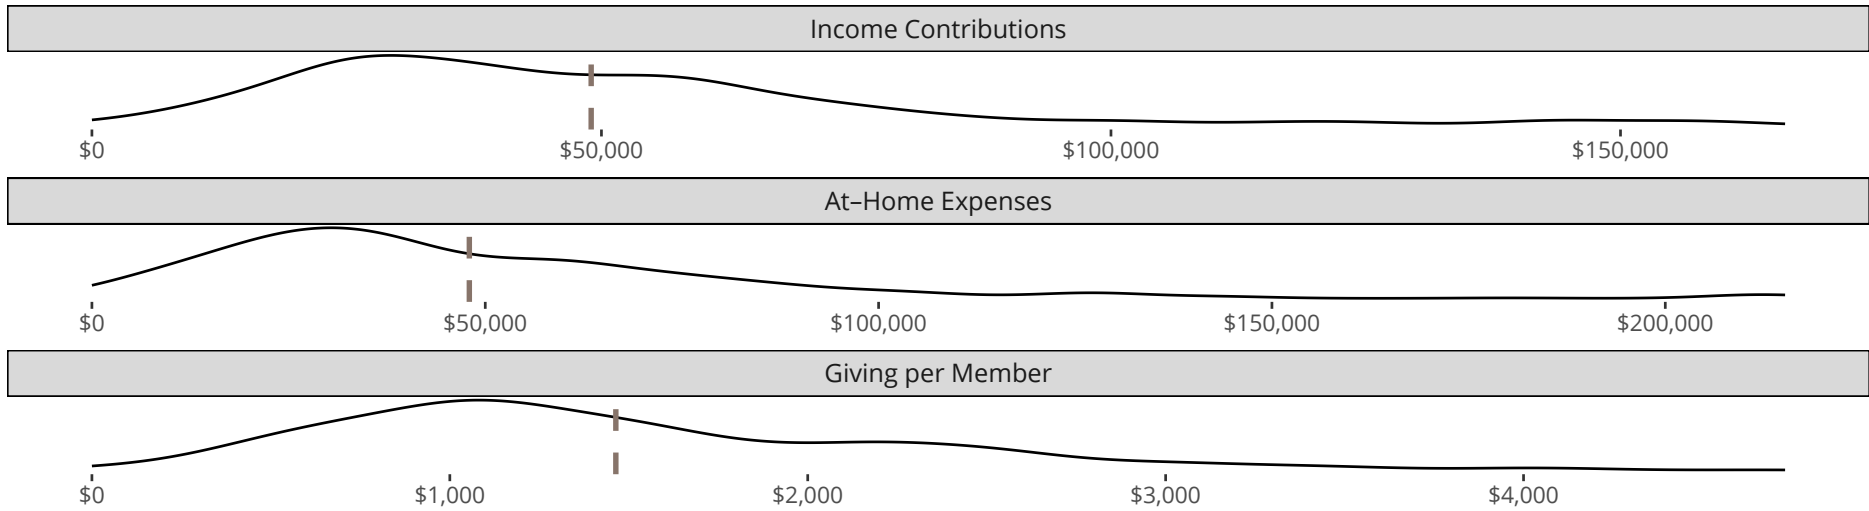 Income Contributions
$0 $50,000 $100,000 $150,000
At–Home Expenses
$0 $50,000 $100,000 $150,000 $200,000
Giving per Member
$0 $1,000 $2,000 $3,000 $4,000